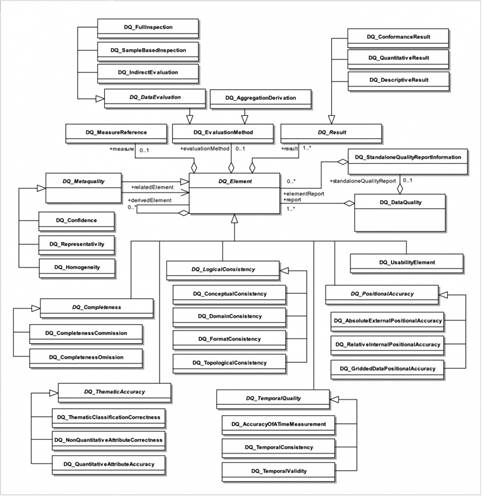 DQ_FullInspection
DQ_SampleBasedInspection
DQ_IndirectEvaluation
DQ_ConformanceResult
DQ_QuantitativeResult
DQ_DescriptiveResult
DQ_DataEvaluation
DQ_AggregationDerivation
DQ_MeasureReference
DQ_EvaluationMethod
DQ_Result
+measure 0..1
+evaluationMethod 0..1
+result 1..*
DQ_StandaloneQualityReportInformation
DQ_Metaquality
DQ_Element
+relatedElement
+derivedElement
0..*
0..*
+elementReport
+report
1..*
+standaloneQualityReport 0..1
DQ_DataQuality
DQ_Confidence
DQ_Representativity
DQ_Homogeneity
DQ_LogicalConsistency
DQ_UsabilityElement
DQ_ConceptualConsistency
DQ_DomainConsistency
DQ_FormatConsistency
DQ_TopologicalConsistency
DQ_PositionalAccuracy
DQ_AbsoluteExternalPositionalAccuracy
DQ_RelativeInternalPositionalAccuracy
DQ_GriddedDataPositionalAccuracy
DQ_Completeness
DQ_CompletenessCommission
DQ_CompletenessOmission
DQ_ThematicAccuracy
DQ_ThematicClassificationCorrectness
DQ_NonQuantitativeAttributeCorrectness
DQ_QuantitativeAttributeAccuracy
DQ_TemporalQuality
DQ_AccuracyOfATimeMeasurement
DQ_TemporalConsistency
DQ_TemporalValidity